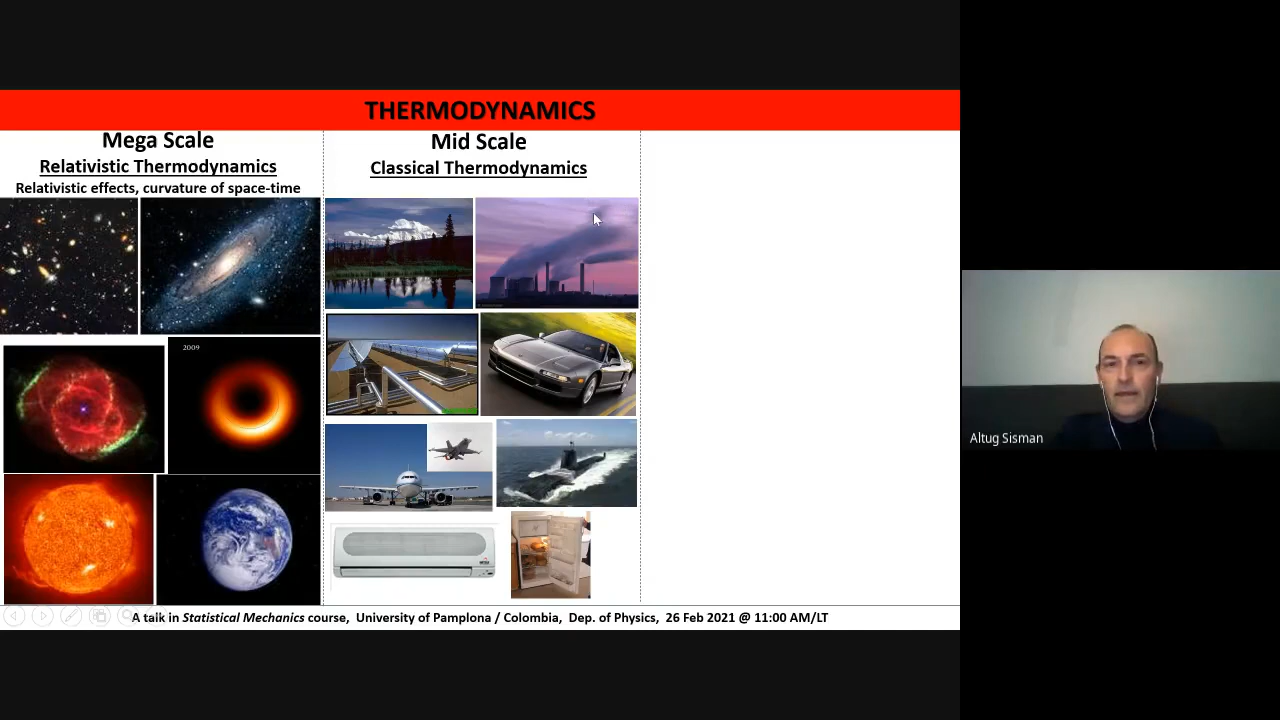 THERMODYNAMICS
Mega Scale
Relativistic Thermodynamics
Relativistic effects, curvature of space-time
Mid Scale
Classical Thermodynamics
2009
Altug Sisman
A talk in Statistical Mechanics course, University of Pamplona / Colombia, Dep. of Physics, 26 Feb 2021 @ 11:00 AM/LT